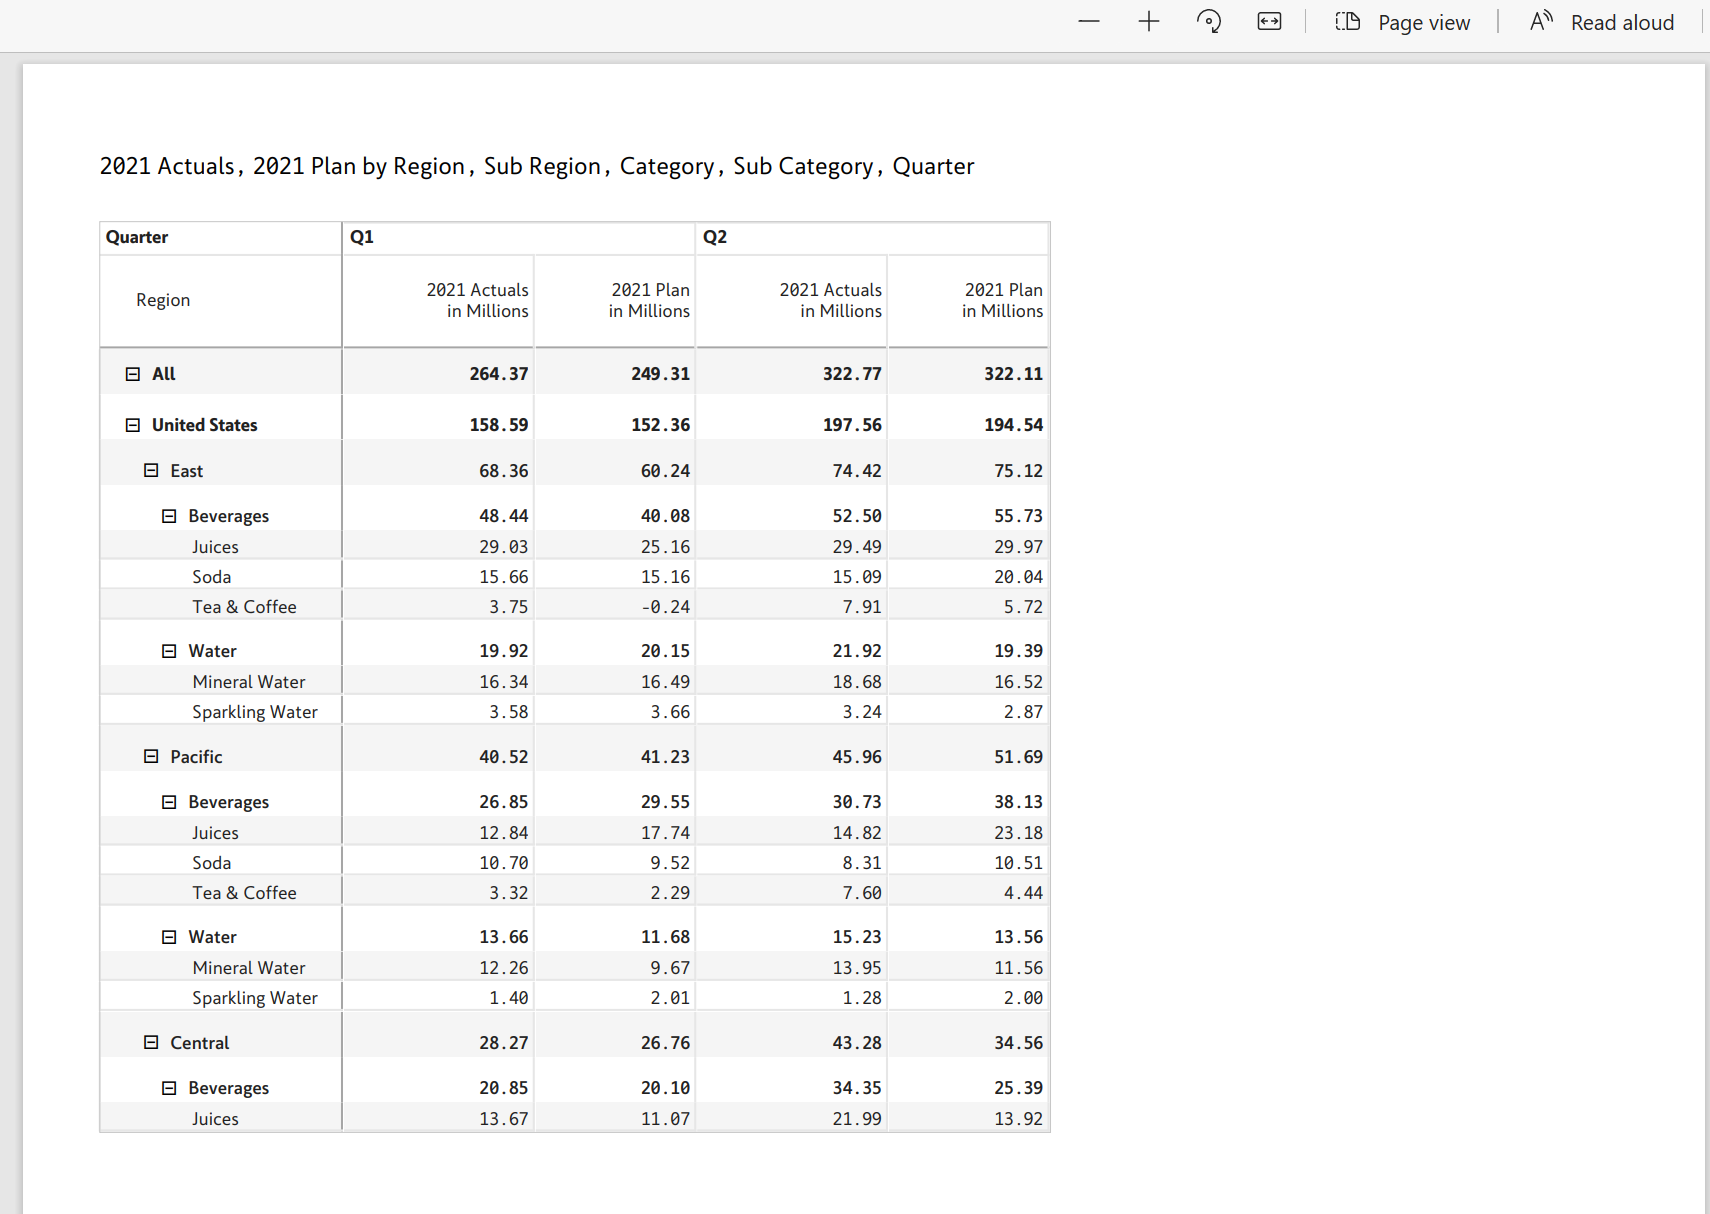 Page view
Read aloud
2021 Actuals, 2021 Plan by Region, Sub Region, Category, Sub Category, Quarter
Quarter Q1 Q2
Region 2021 Actuals in Millions 2021 Plan in Millions 2021 Actuals in Millions 2021 Plan in Millions
All 264.37 249.31 322.77 322.11
United States 158.59 152.36 197.56 194.54
East 68.36 60.24 74.42 75.12
Beverages 48.44 40.08 52.50 55.73
Juices 29.03 25.16 29.49 29.97
Soda 15.66 15.16 15.09 20.04
Tea & Coffee 3.75 -0.24 7.91 5.72
Water 19.92 20.15 21.92 19.39
Mineral Water 16.34 16.49 18.68 16.52
Sparkling Water 3.58 3.66 3.24 2.87
Pacific 40.52 41.23 45.96 51.69
Beverages 26.85 29.55 30.73 38.13
Juices 12.84 17.74 14.82 23.18
Soda 10.70 9.52 8.31 10.51
Tea & Coffee 3.32 2.29 7.60 4.44
Water 13.66 11.68 15.23 13.56
Mineral Water 12.26 9.67 13.95 11.56
Sparkling Water 1.40 2.01 1.28 2.00
Central 28.27 26.76 43.28 34.56
Beverages 20.85 20.10 34.35 25.39
Juices 13.67 11.07 21.99 13.92